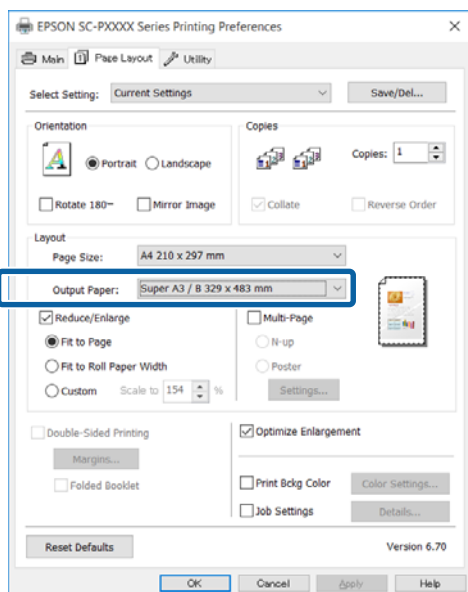 EPSON SC-PXXXX Series Printing Preferences
Main Page Layout Utility
Select Setting: Current Settings Save/Del...
Orientation
Portrait Landscape
Rotate 180° Mirror Image
Copies
Copies: 1
Collate Reverse Order
Layout
Page Size: A4 210 x 297 mm
Output Paper: Super A3 / B 329 x 483 mm
Reduce/Enlarge
Fit to Page
Fit to Roll Paper Width
Custom Scale to 154 %
Multi-Page
N-up
Poster
Settings...
Double-Sided Printing
Margins...
Folded Booklet
Optimize Enlargement
Print Bckg Color Color Settings...
Job Settings Details...
Reset Defaults Version 6.70
OK Cancel Apply Help